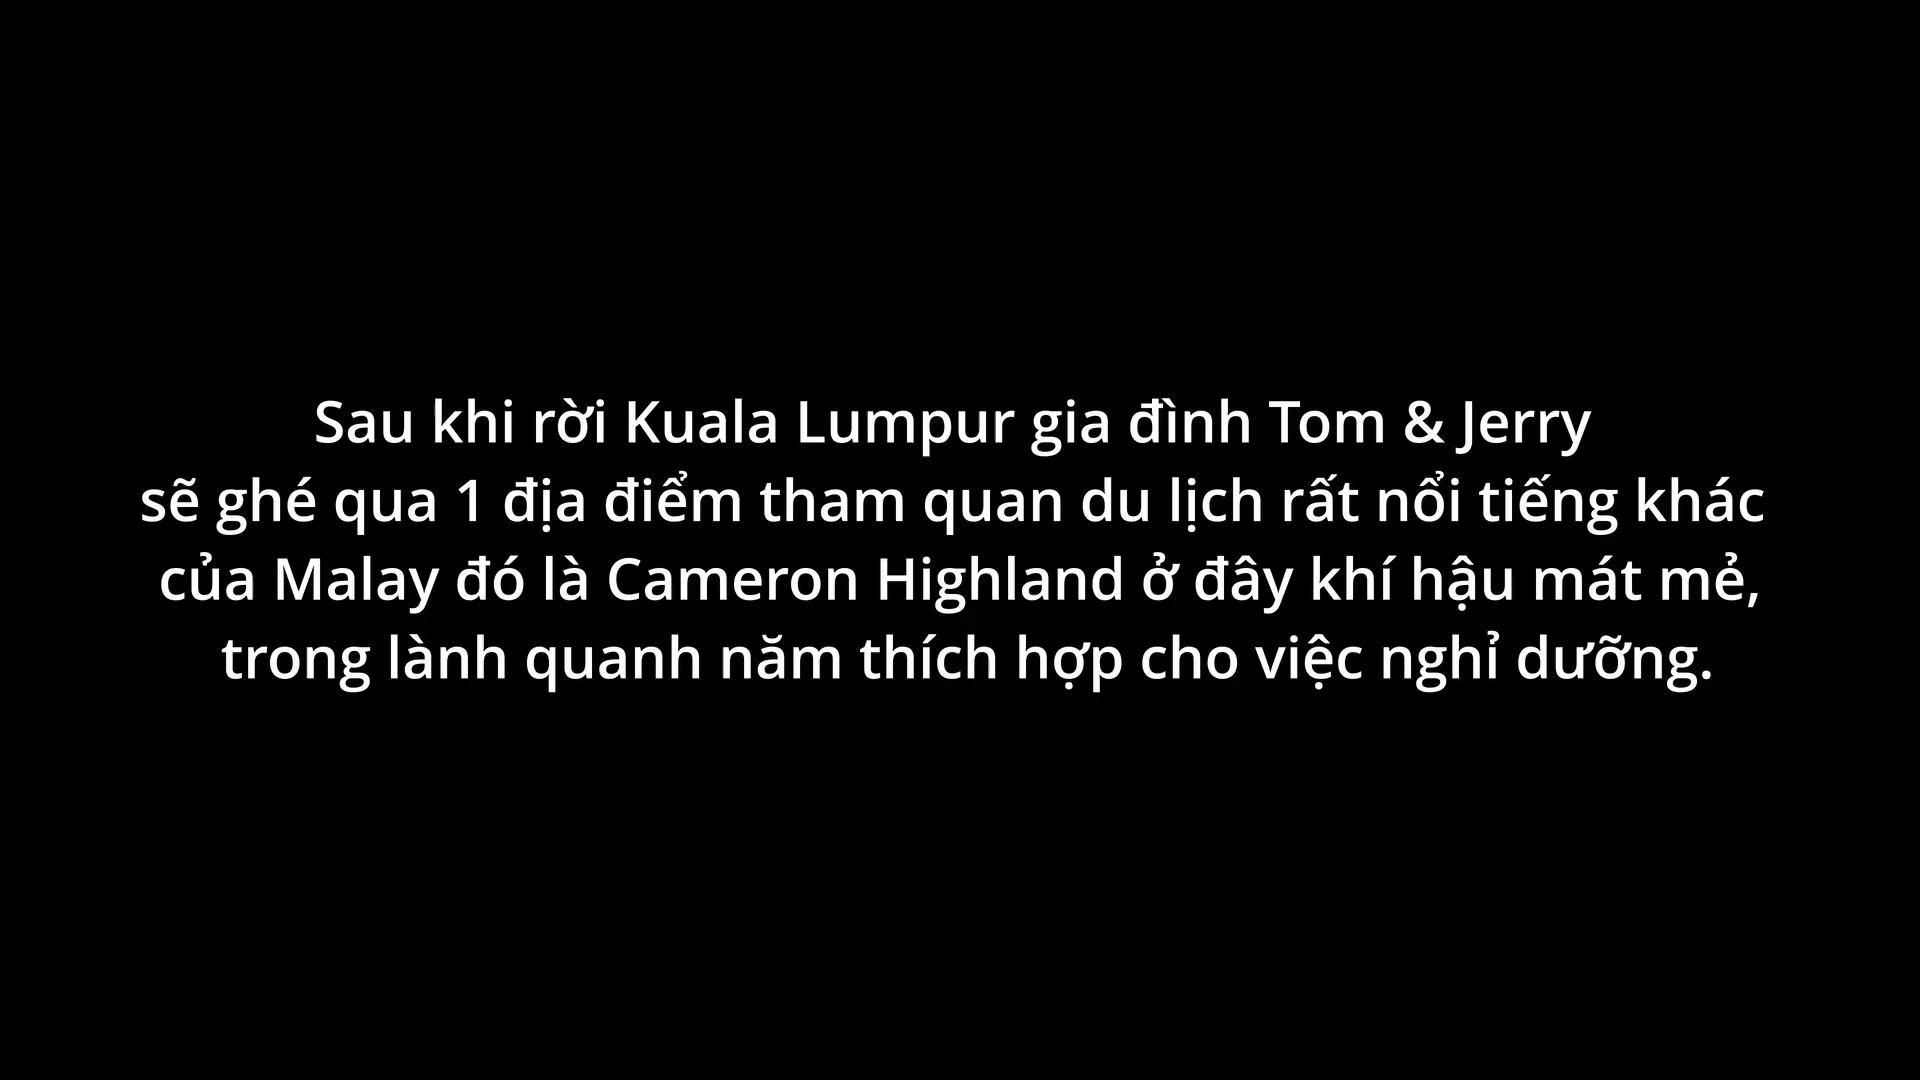 Sau khi rời Kuala Lumpur gia đình Tom & Jerry
sẽ ghé qua 1 địa điểm tham quan du lịch rất nổi tiếng khác
của Malay đó là Cameron Highland ở đây khí hậu mát mẻ,
trong lành quanh năm thích hợp cho việc nghỉ dưỡng.